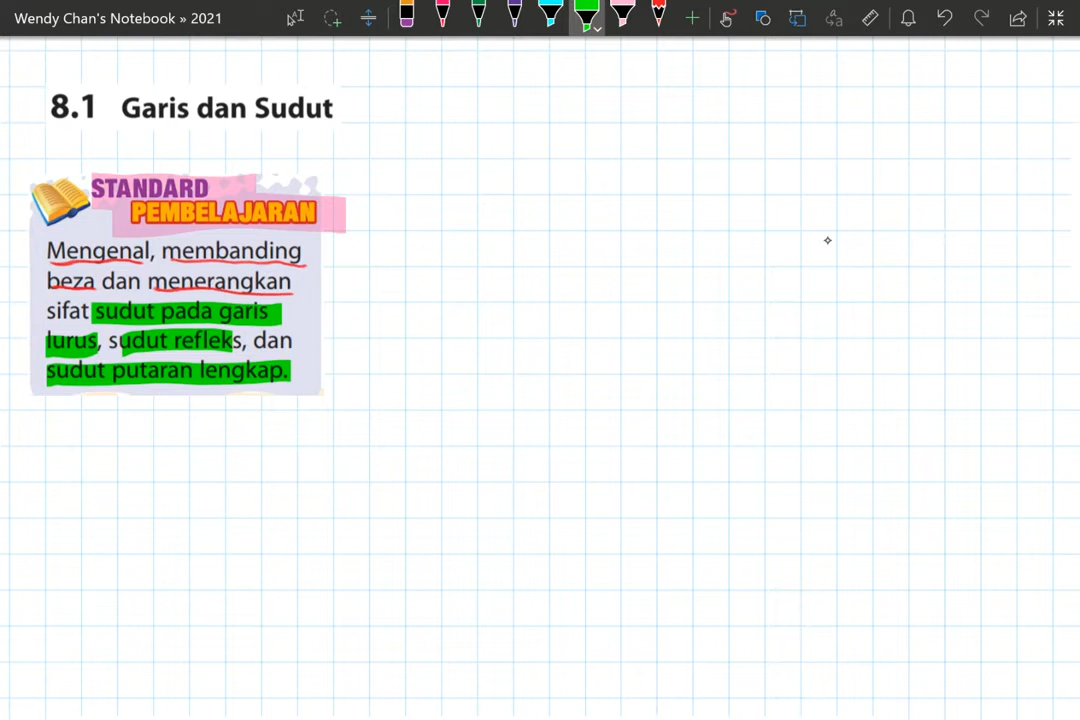 Wendy Chan's Notebook » 2021
8.1 Garis dan Sudut
STANDARD
PEMBELAJARAN
Mengenal, membanding
beza dan menerangkan
sifat sudut pada garis
lurus, sudut refleks, dan
sudut putaran lengkap.